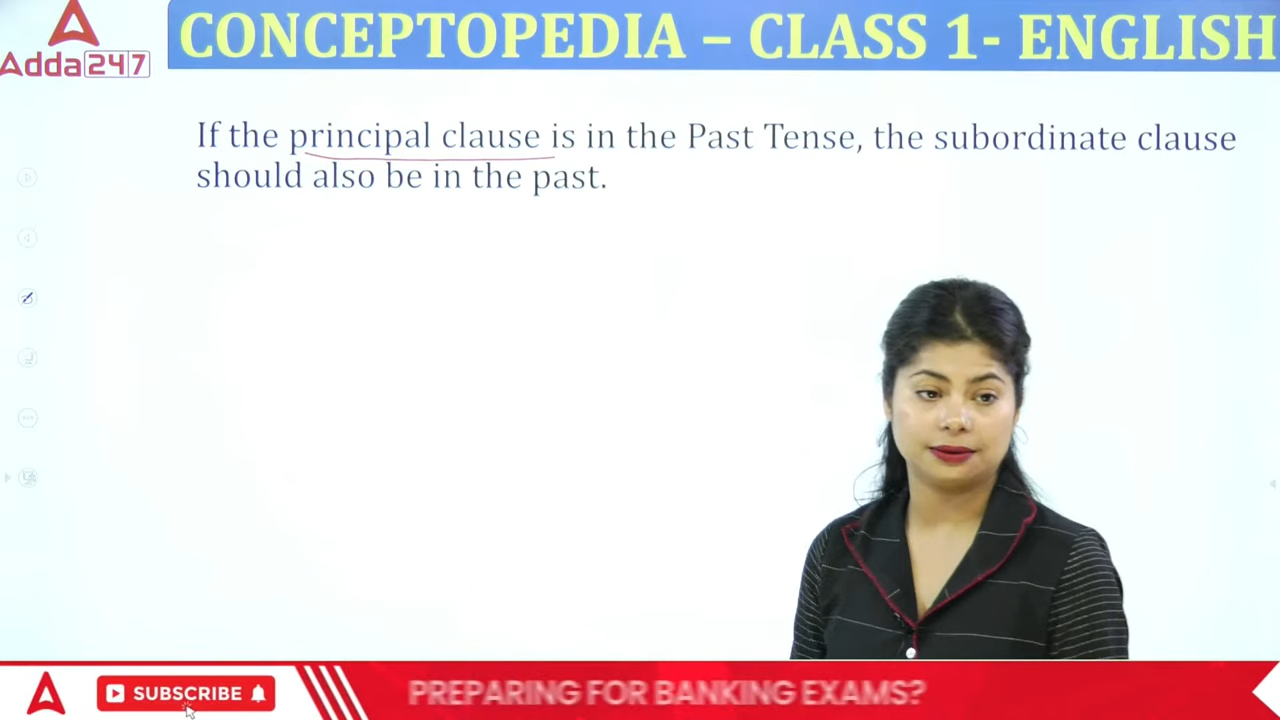 CONCEPTOPEDIA – CLASS 1- ENGLISH
Adda247
If the principal clause is in the Past Tense, the subordinate clause
should also be in the past.
SUBSCRIBE
PREPARING FOR BANKING EXAMS?